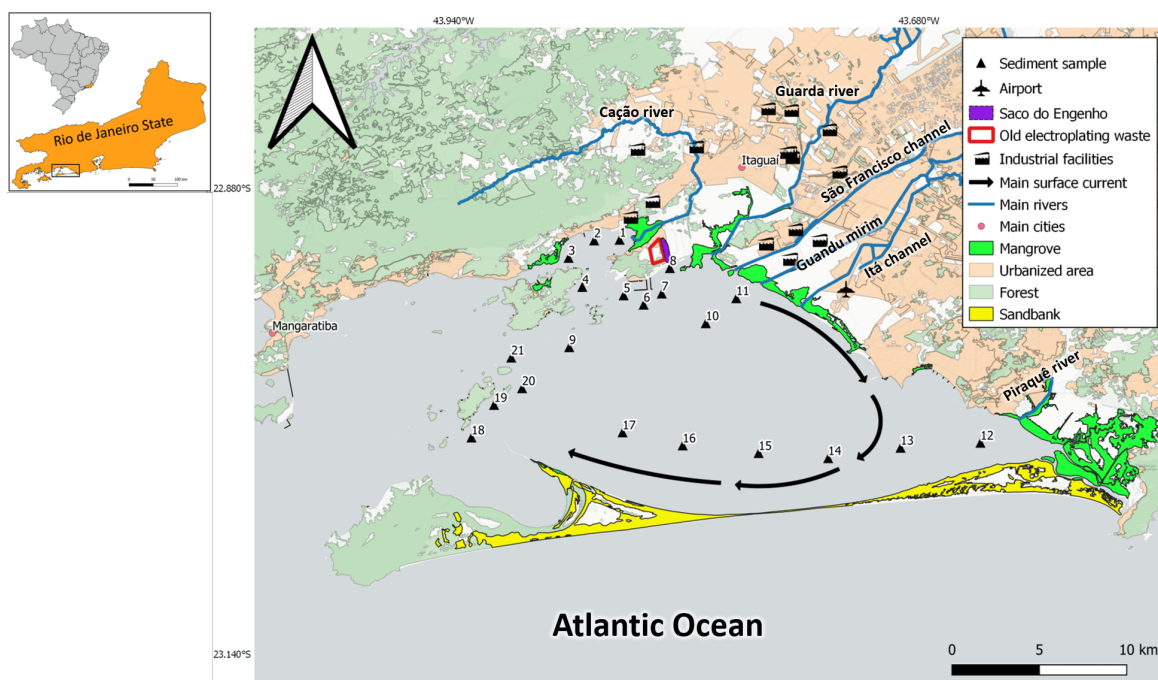 43.940°W
43.680°W
Rio de Janeiro State
0 50 100 km
22.880°S
23.140°S
Cação river
Guarda river
Itaguaí
São Francisco channel
Guandu mirim
Itá channel
Piraquê river
Mangaratiba
1
2
3
4
5
6
7
8
9
10
11
12
13
14
15
16
17
18
19
20
21
Sediment sample
Airport
Saco do Engenho
Old electroplating waste
Industrial facilities
Main surface current
Main rivers
Main cities
Mangrove
Urbanized area
Forest
Sandbank
Atlantic Ocean
0 5 10 km